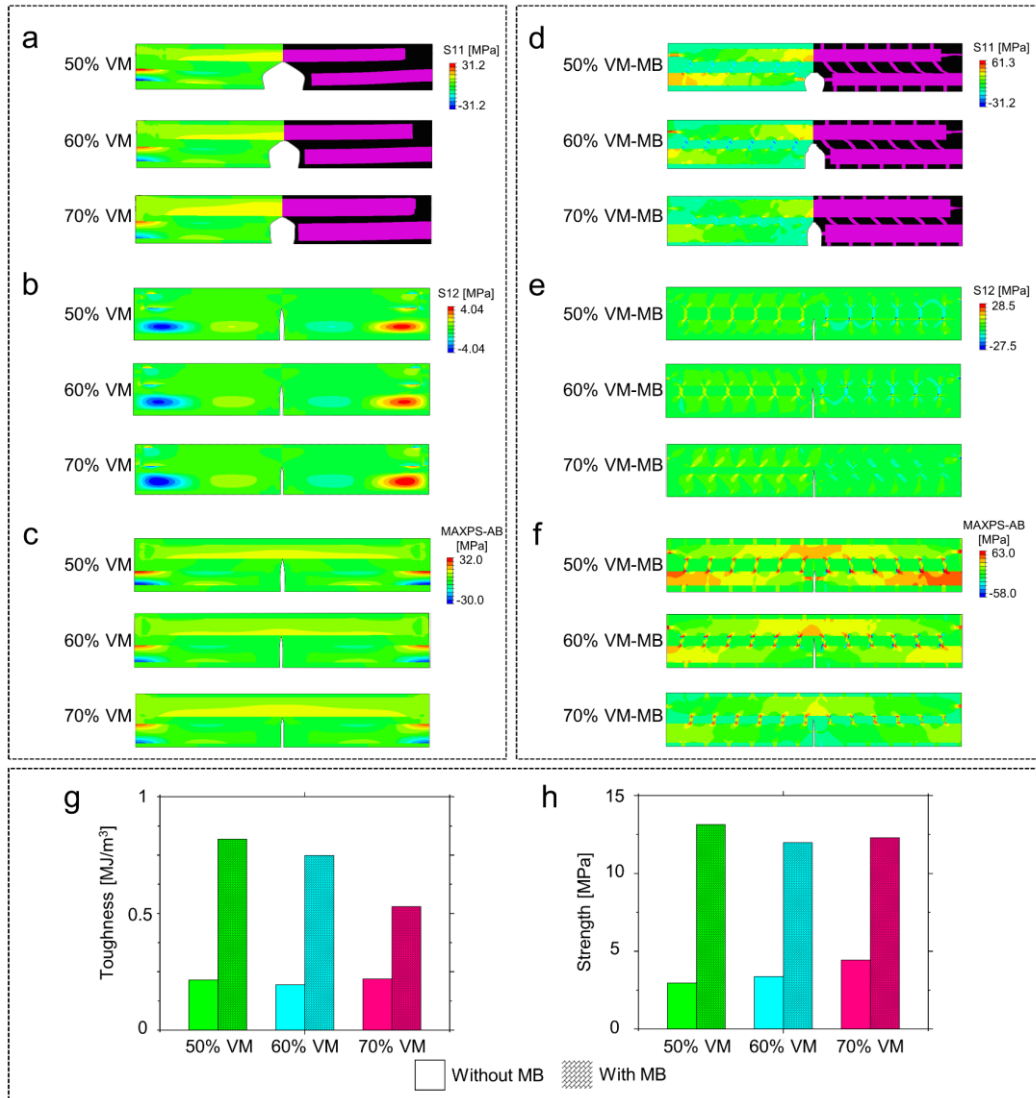 a
S11 [MPa]
50% VM
31.2
-31.2
60% VM
70% VM
b
S12 [MPa]
50% VM
4.04
-4.04
60% VM
70% VM
c
MAXPS-AB
[MPa]
50% VM
32.0
-30.0
60% VM
70% VM
d
S11 [MPa]
50% VM-MB
61.3
-31.2
60% VM-MB
70% VM-MB
e
S12 [MPa]
50% VM-MB
28.5
-27.5
60% VM-MB
70% VM-MB
f
MAXPS-AB
[MPa]
50% VM-MB
63.0
-58.0
60% VM-MB
70% VM-MB
g
Toughness [MJ/m³]
1
0.5
0
50% VM 60% VM 70% VM
h
Strength [MPa]
15
10
5
0
50% VM 60% VM 70% VM
Without MB With MB